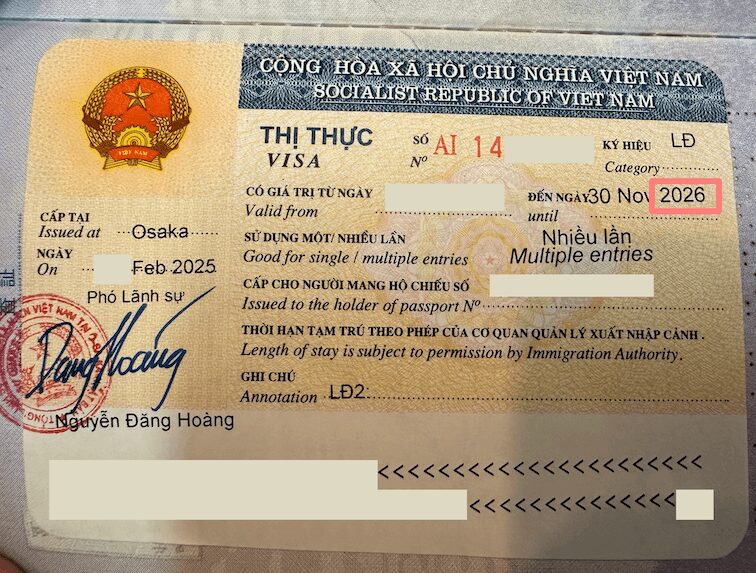 CỘNG HÒA XÃ HỘI CHỦ NGHĨA VIỆT NAM
SOCIALIST REPUBLIC OF VIET NAM
VIỆT NAM
THỊ THỰC
VISA
SỐ
Nº
AI 14
KÝ HIỆU LĐ
Category
CÓ GIÁ TRỊ TỪ NGÀY
Valid from
ĐẾN NGÀY 30 Nov 2026
until
CẤP TẠI
Issued at Osaka
NGÀY
On Feb 2025
SỬ DỤNG MỘT/ NHIỀU LẦN Nhiều lần
Good for single / multiple entries Multiple entries
CẤP CHO NGƯỜI MANG HỘ CHIẾU SỐ
Issued to the holder of passport Nº
THỜI HẠN TẠM TRÚ THEO PHÉP CỦA CƠ QUAN QUẢN LÝ XUẤT NHẬP CẢNH .
Length of stay is subject to permission by Immigration Authority.
GHI CHÚ
Annotation LĐ2
Phó Lãnh sự
Đang Hoàng
Nguyễn Đăng Hoàng
<<<<<<<<<<<<<<<<<<<<<
<<<<<<<<<<<<<<